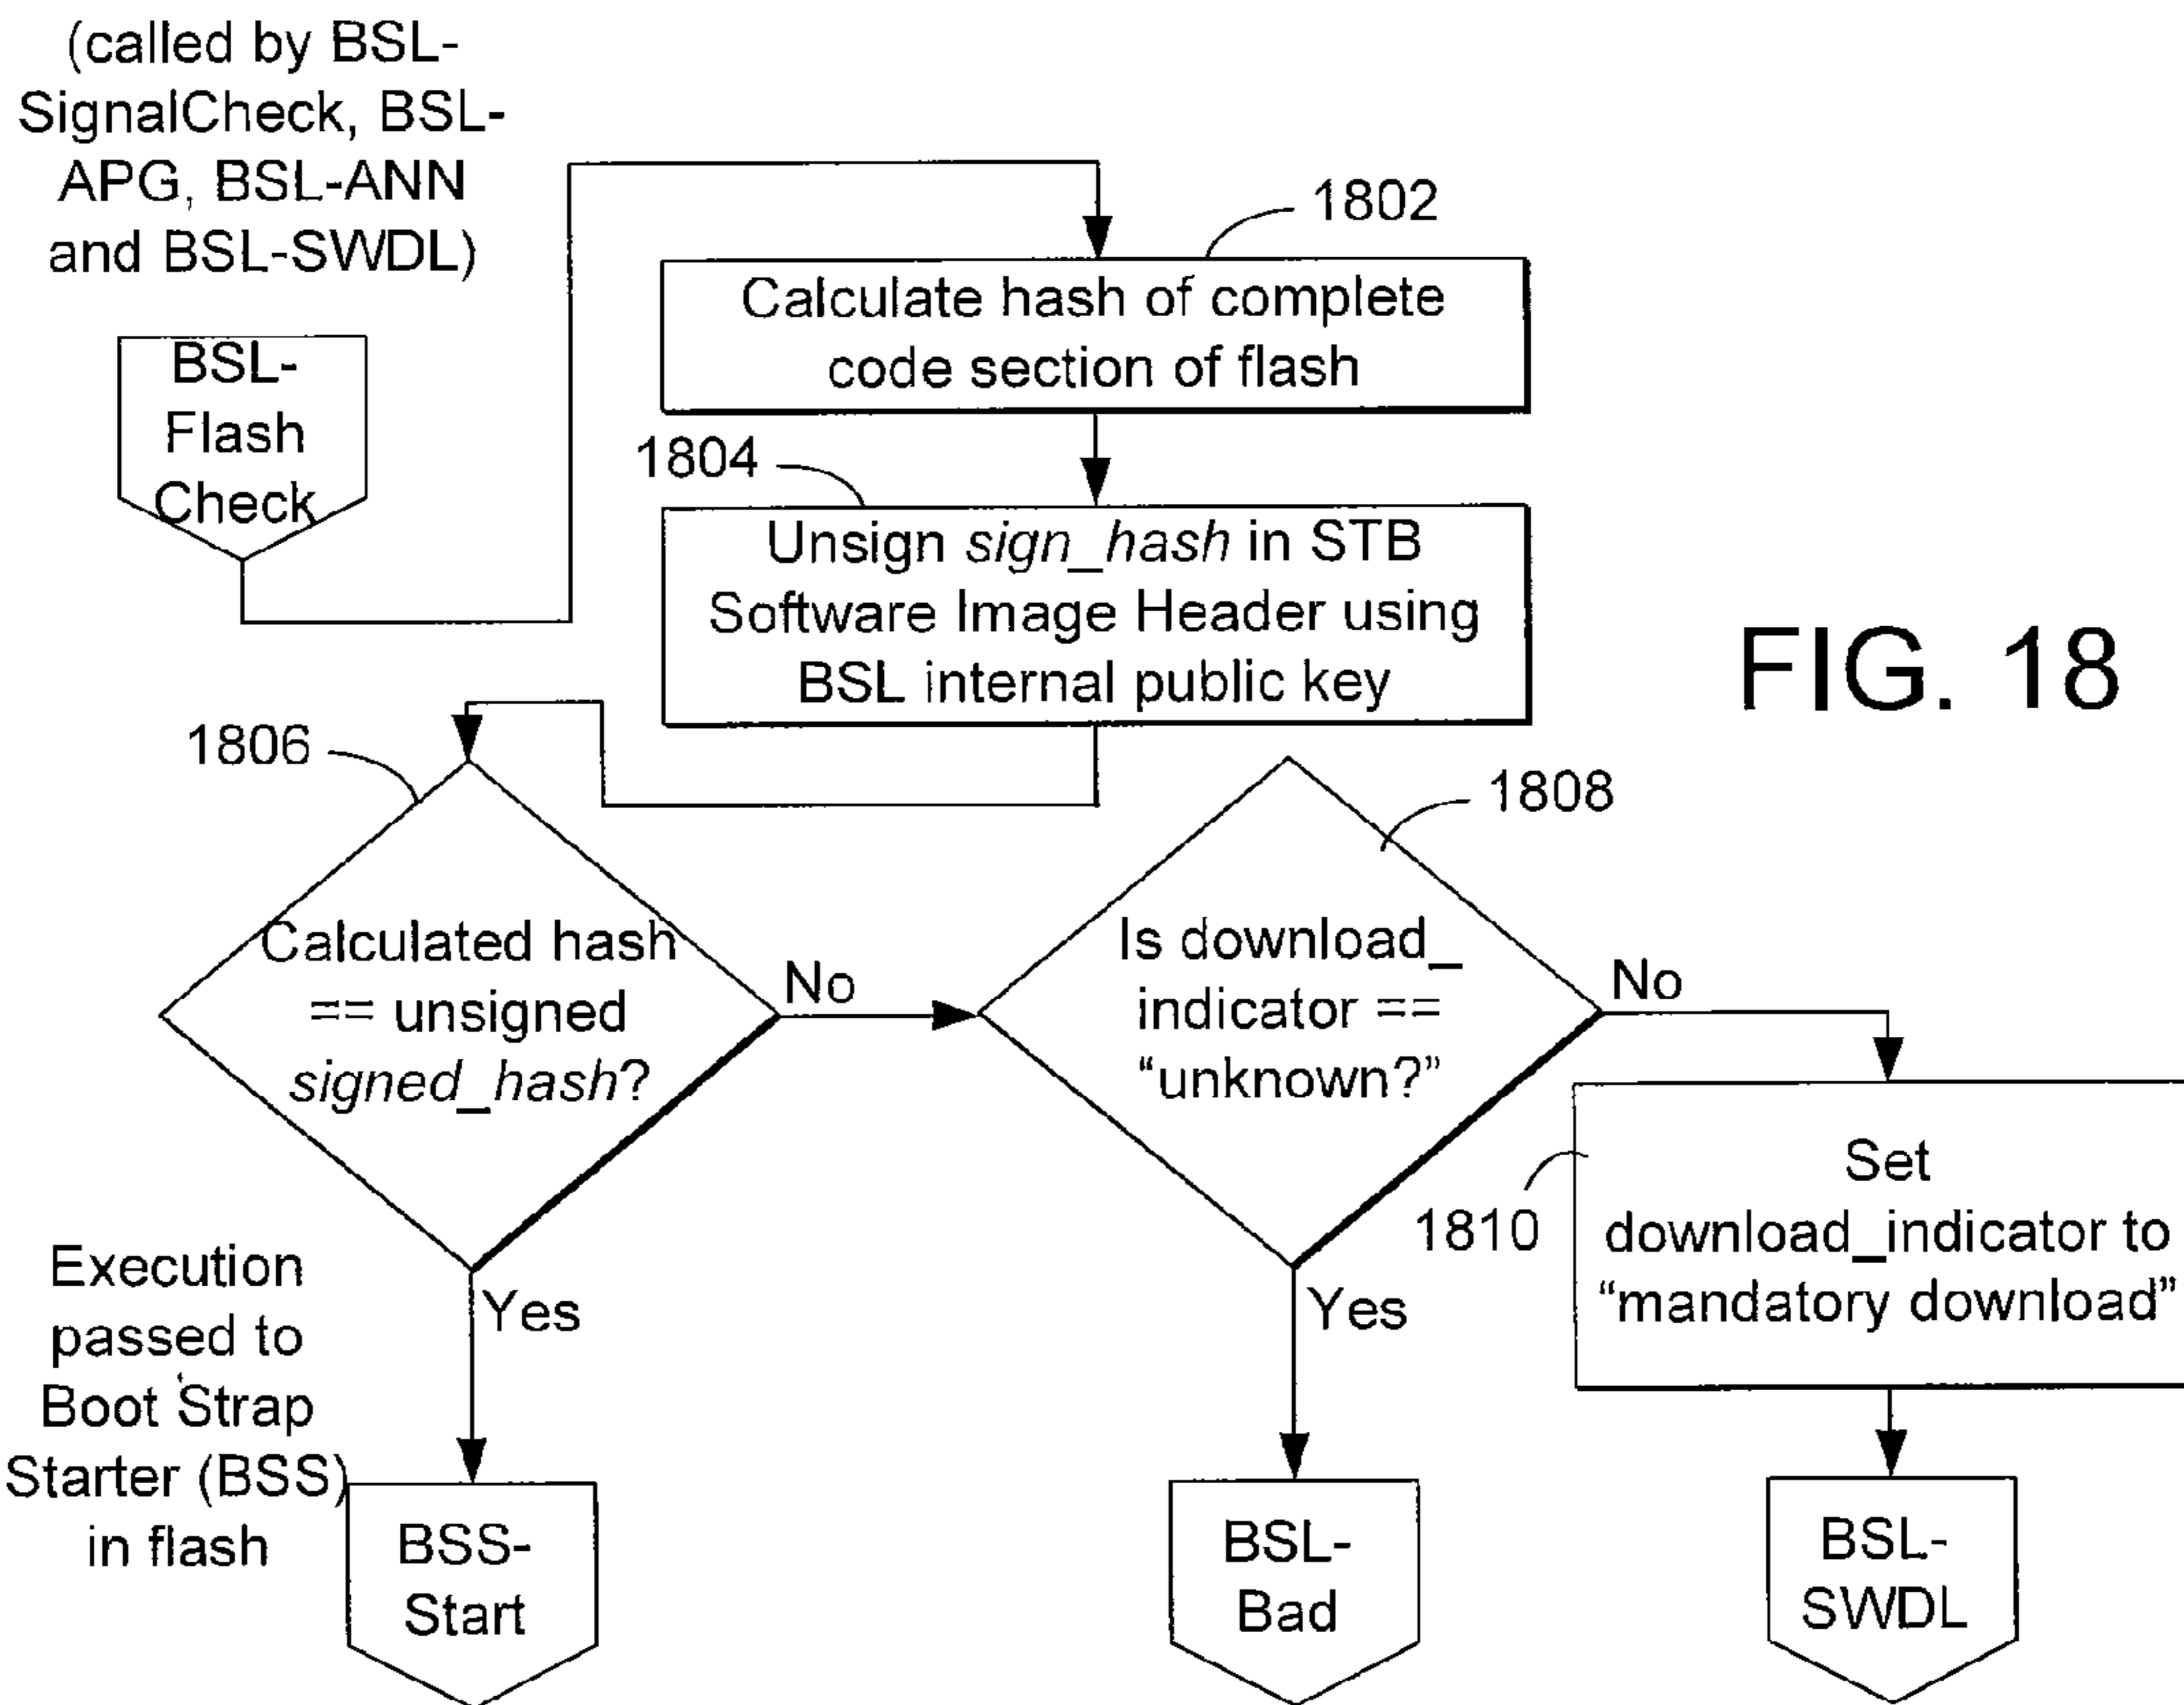 (called by BSL-
SignalCheck, BSL-
APG, BSL-ANN
and BSL-SWDL)
BSL-
Flash
Check
1802
Calculate hash of complete
code section of flash
1804
Unsign sign_hash in STB
Software Image Header using
BSL internal public key
FIG. 18
1806
Calculated hash
== unsigned
signed_hash?
No
Yes
1808
Is download_
indicator ==
“unknown?”
No
Yes
1810
Set
download_indicator to
“mandatory download”
Execution
passed to
Boot Strap
Starter (BSS)
in flash
BSS-
Start
BSL-
Bad
BSL-
SWDL